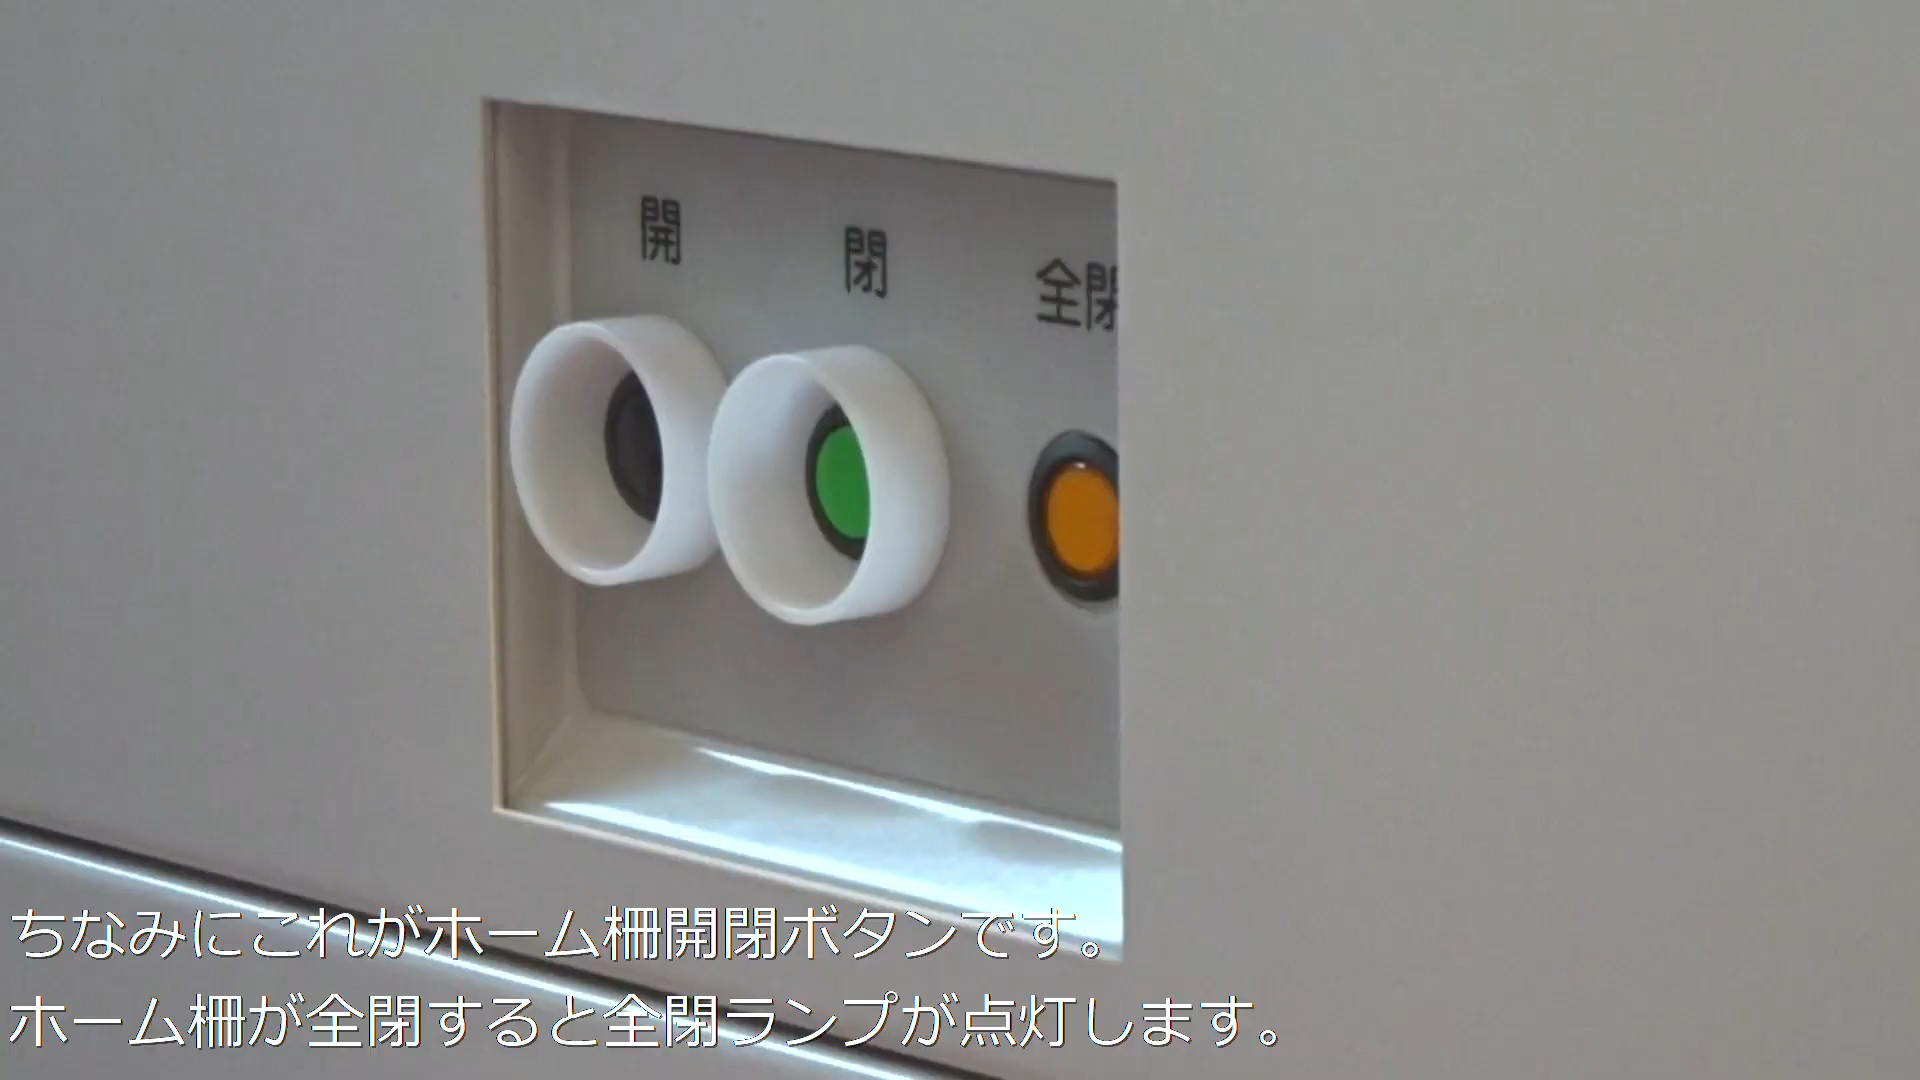 開
閉
全閉
ちなみにこれがホーム柵開閉ボタンです。
ホーム柵が全閉すると全閉ランプが点灯します。